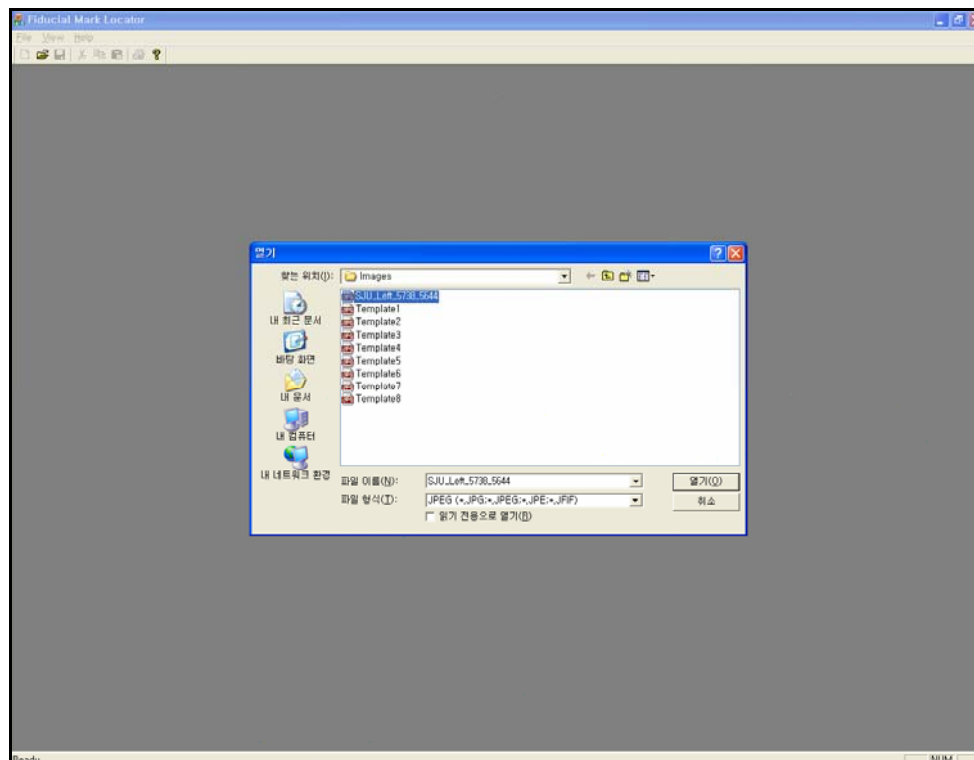 Fiducial Mark Locator
File View Help
열기
찾는 위치(I):
Images
SJU_Left_5738_5644
Template1
Template2
Template3
Template4
Template5
Template6
Template7
Template8
내 최근 문서
바탕 화면
내 문서
내 컴퓨터
내 네트워크 환경
파일 이름(N):
SJU_Left_5738_5644
열기(O)
파일 형식(T):
JPEG (*.JPG;*.JPEG;*.JPE;*.JFIF)
취소
읽기 전용으로 열기(R)
Ready
NUM